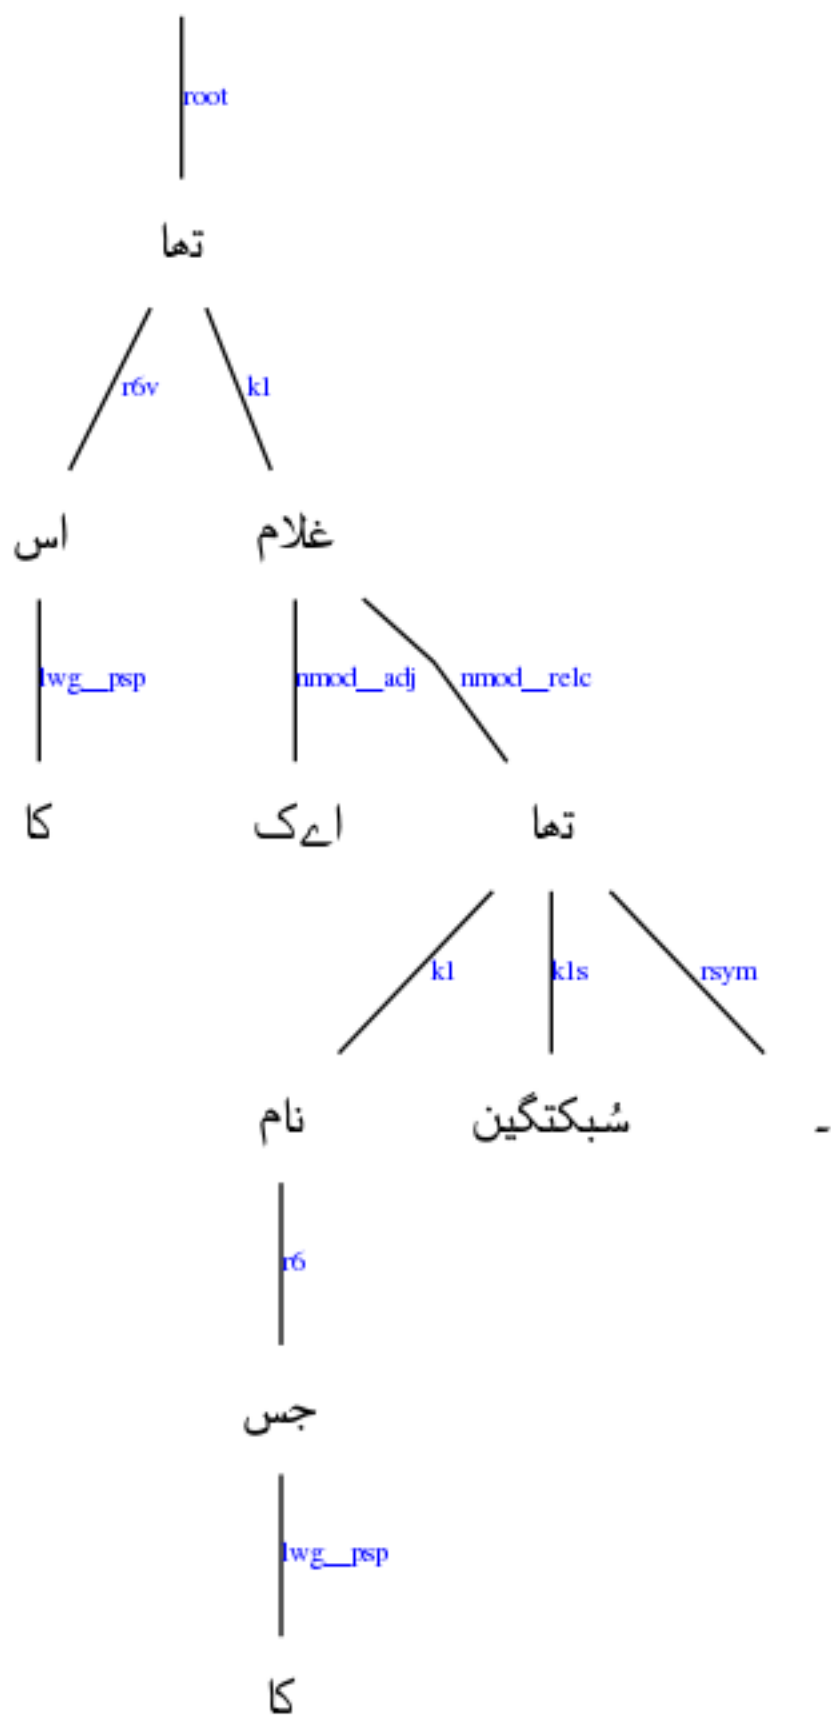 root
تھا
r6v k1
اس غلام
lwg__psp nmod__adj nmod__relc
کا اےک تھا
k1 k1s rsym
نام سُبکتگین ۔
r6
جس
lwg__psp
کا